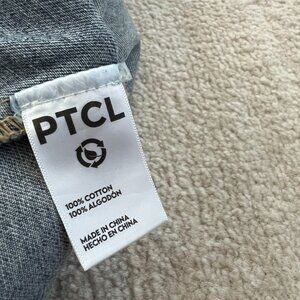 PTCL
100% COTTON
100% ALGODÓN
MADE IN CHINA
HECHO EN CHINA